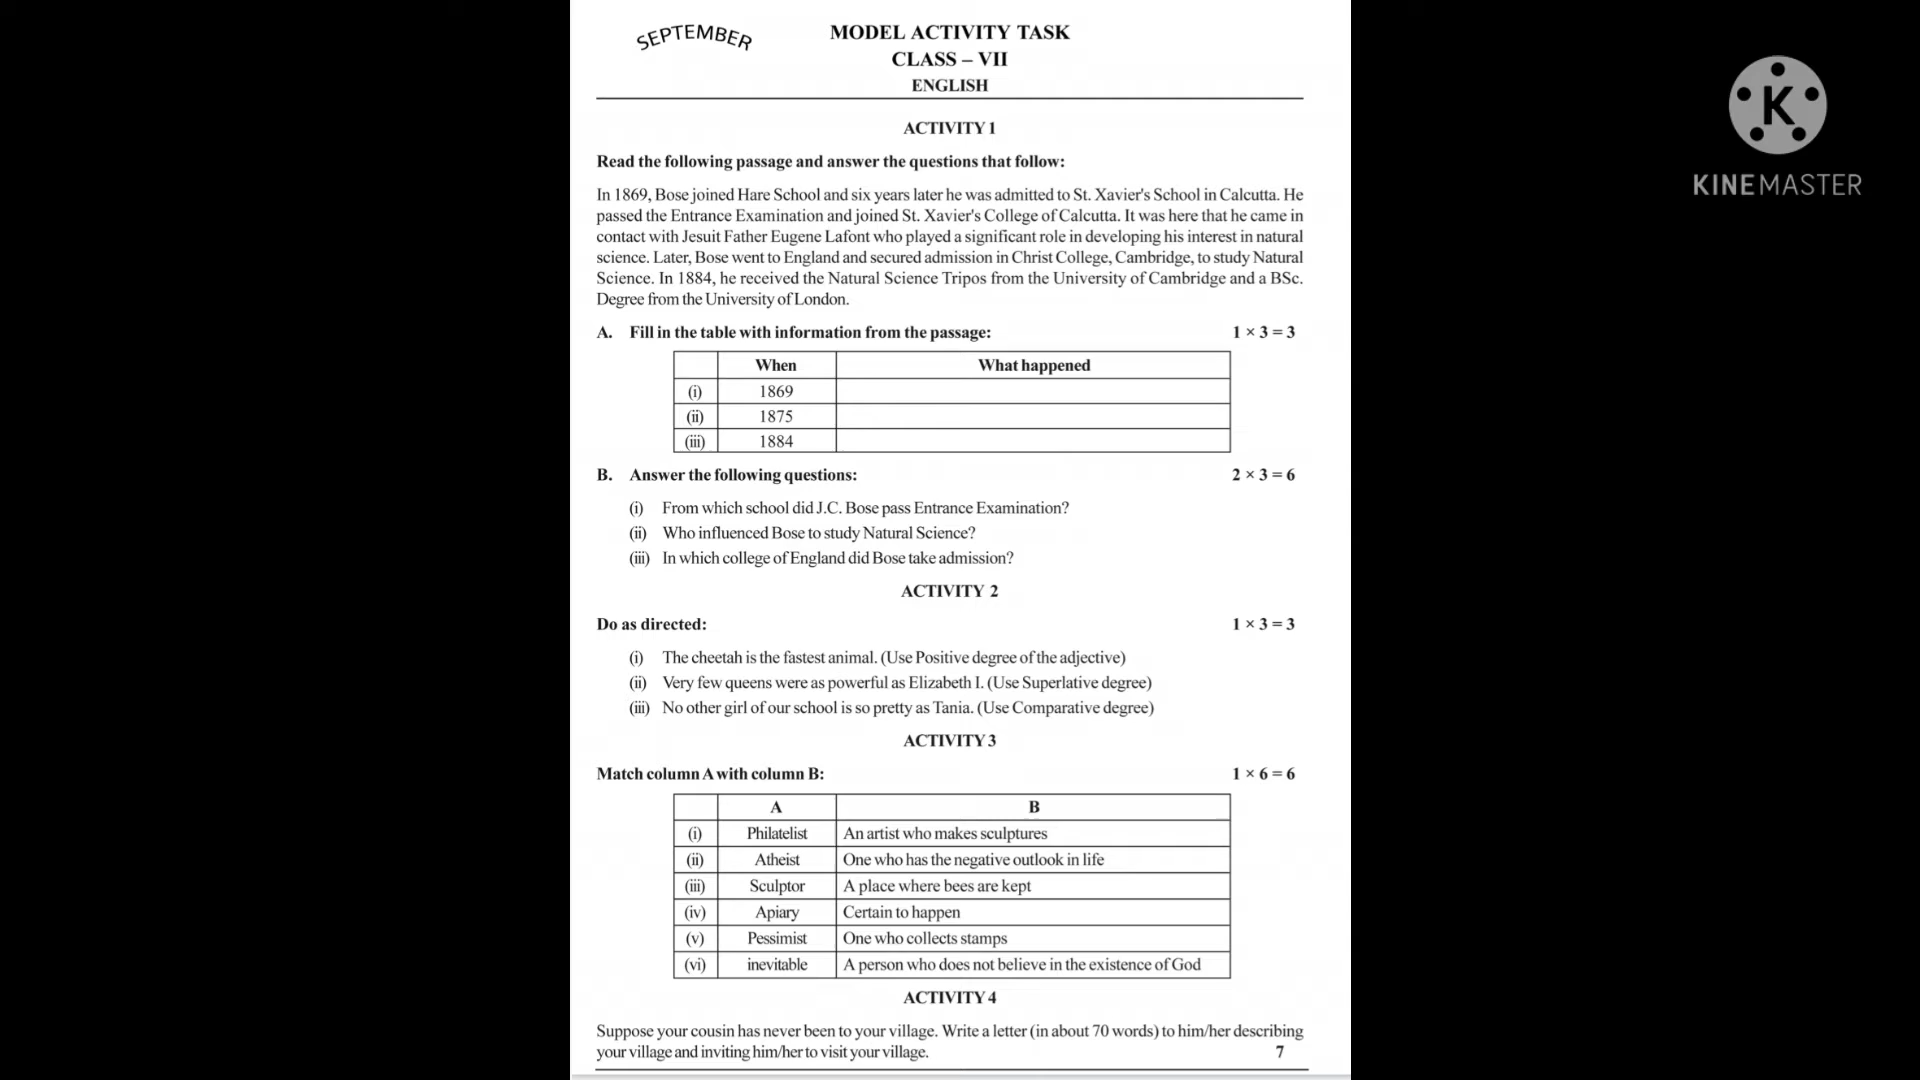 SEPTEMBER
MODEL ACTIVITY TASK
CLASS – VII
ENGLISH
K
KINEMASTER
ACTIVITY 1
Read the following passage and answer the questions that follow:
In 1869, Bose joined Hare School and six years later he was admitted to St. Xavier's School in Calcutta. He
passed the Entrance Examination and joined St. Xavier's College of Calcutta. It was here that he came in
contact with Jesuit Father Eugene Lafont who played a significant role in developing his interest in natural
science. Later, Bose went to England and secured admission in Christ College, Cambridge, to study Natural
Science. In 1884, he received the Natural Science Tripos from the University of Cambridge and a BSc.
Degree from the University of London.
A. Fill in the table with information from the passage: 1 × 3 = 3
When What happened
(i) 1869
(ii) 1875
(iii) 1884
B. Answer the following questions: 2 × 3 = 6
(i) From which school did J.C. Bose pass Entrance Examination?
(ii) Who influenced Bose to study Natural Science?
(iii) In which college of England did Bose take admission?
ACTIVITY 2
Do as directed: 1 × 3 = 3
(i) The cheetah is the fastest animal. (Use Positive degree of the adjective)
(ii) Very few queens were as powerful as Elizabeth I. (Use Superlative degree)
(iii) No other girl of our school is so pretty as Tania. (Use Comparative degree)
ACTIVITY 3
Match column A with column B: 1 × 6 = 6
A B
(i) Philatelist An artist who makes sculptures
(ii) Atheist One who has the negative outlook in life
(iii) Sculptor A place where bees are kept
(iv) Apiary Certain to happen
(v) Pessimist One who collects stamps
(vi) inevitable A person who does not believe in the existence of God
ACTIVITY 4
Suppose your cousin has never been to your village. Write a letter (in about 70 words) to him/her describing
your village and inviting him/her to visit your village. 7